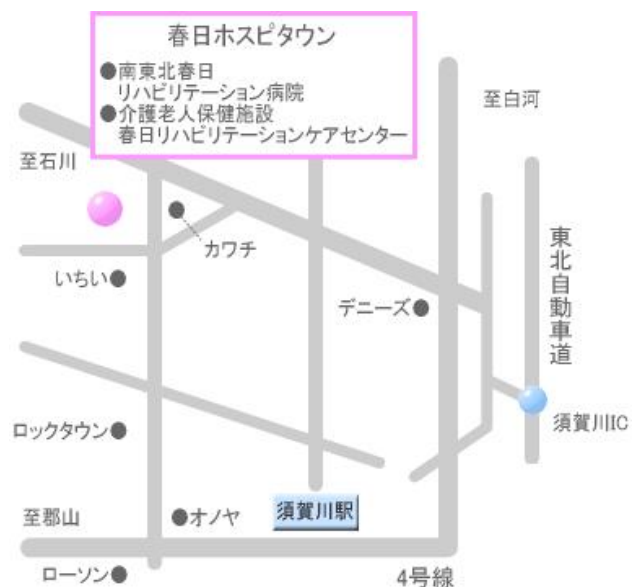 春日ホスピタウン
●南東北春日
リハビリテーション病院
●介護老人保健施設
春日リハビリテーションケアセンター
至白河
至石川
カワチ
東北自動車道
いちい●
デニーズ●
ロックタウン●
須賀川IC
至郡山
●オノヤ
須賀川駅
ローソン●
4号線